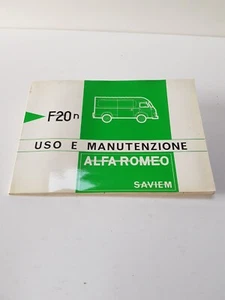 F20n
USO E MANUTENZIONE
ALFA ROMEO
SAVIEM